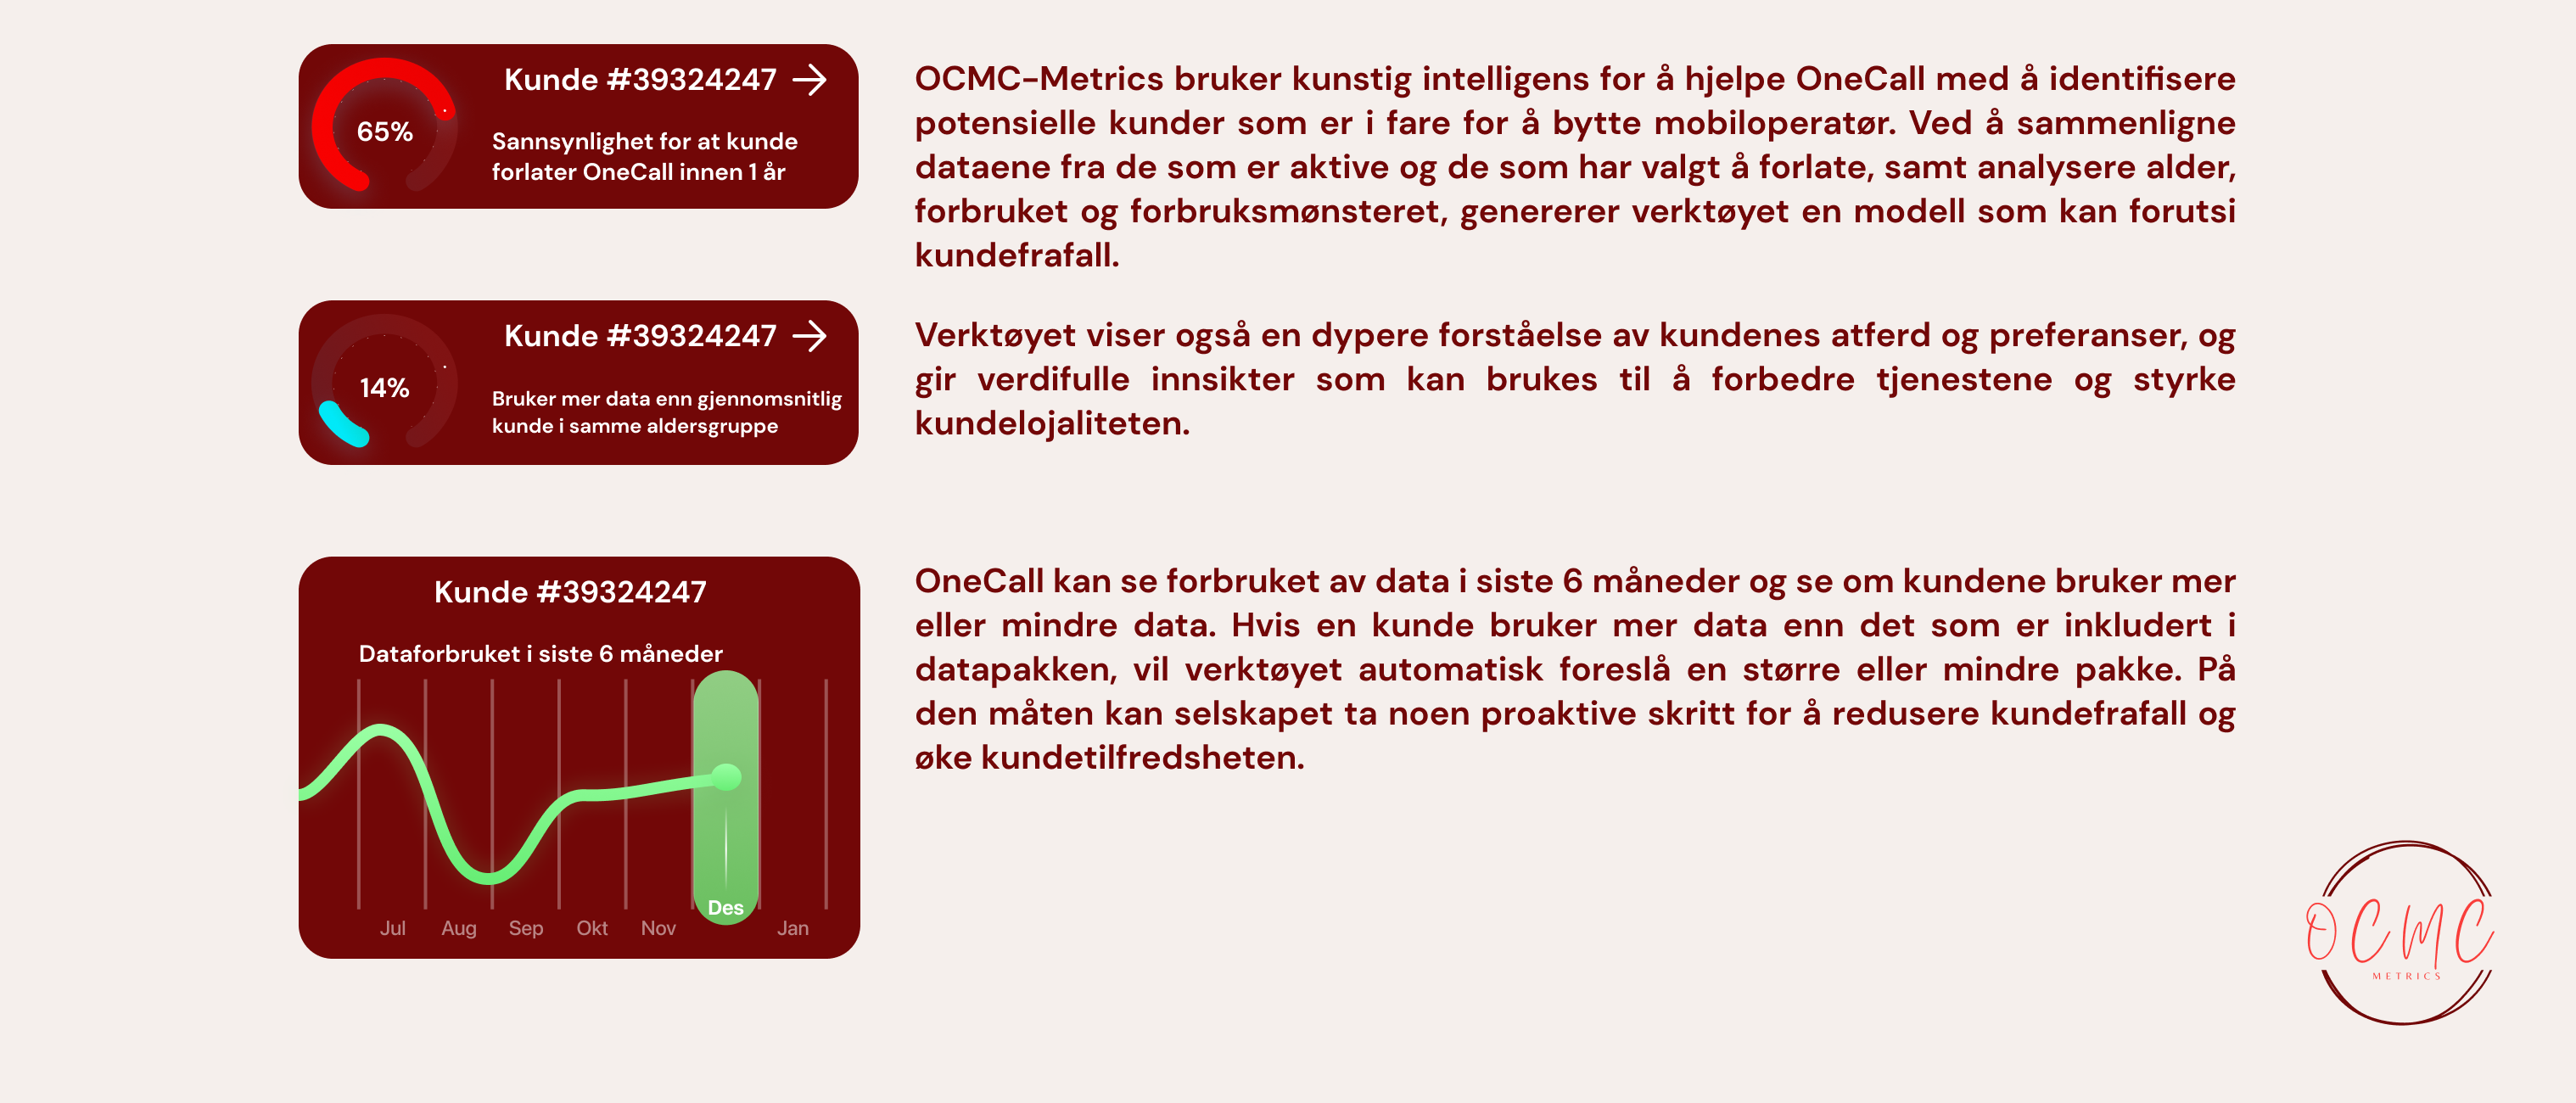 Kunde #39324247
65%
Sannsynlighet for at kunde
forlater OneCall innen 1 år
OCMC-Metrics bruker kunstig intelligens for å hjelpe OneCall med å identifisere
potensielle kunder som er i fare for å bytte mobiloperatør. Ved å sammenligne
dataene fra de som er aktive og de som har valgt å forlate, samt analysere alder,
forbruket og forbruksmønsteret, genererer verktøyet en modell som kan forutsi
kundefrafall.
Kunde #39324247
14%
Bruker mer data enn gjennomsnitlig
kunde i samme aldersgruppe
Verktøyet viser også en dypere forståelse av kundenes atferd og preferanser, og
gir verdifulle innsikter som kan brukes til å forbedre tjenestene og styrke
kundelojaliteten.
Kunde #39324247
Dataforbruket i siste 6 måneder
Jul Aug Sep Okt Nov Des Jan
OneCall kan se forbruket av data i siste 6 måneder og se om kundene bruker mer
eller mindre data. Hvis en kunde bruker mer data enn det som er inkludert i
datapakken, vil verktøyet automatisk foreslå en større eller mindre pakke. På
den måten kan selskapet ta noen proaktive skritt for å redusere kundefrafall og
øke kundetilfredsheten.
OCMC
METRICS